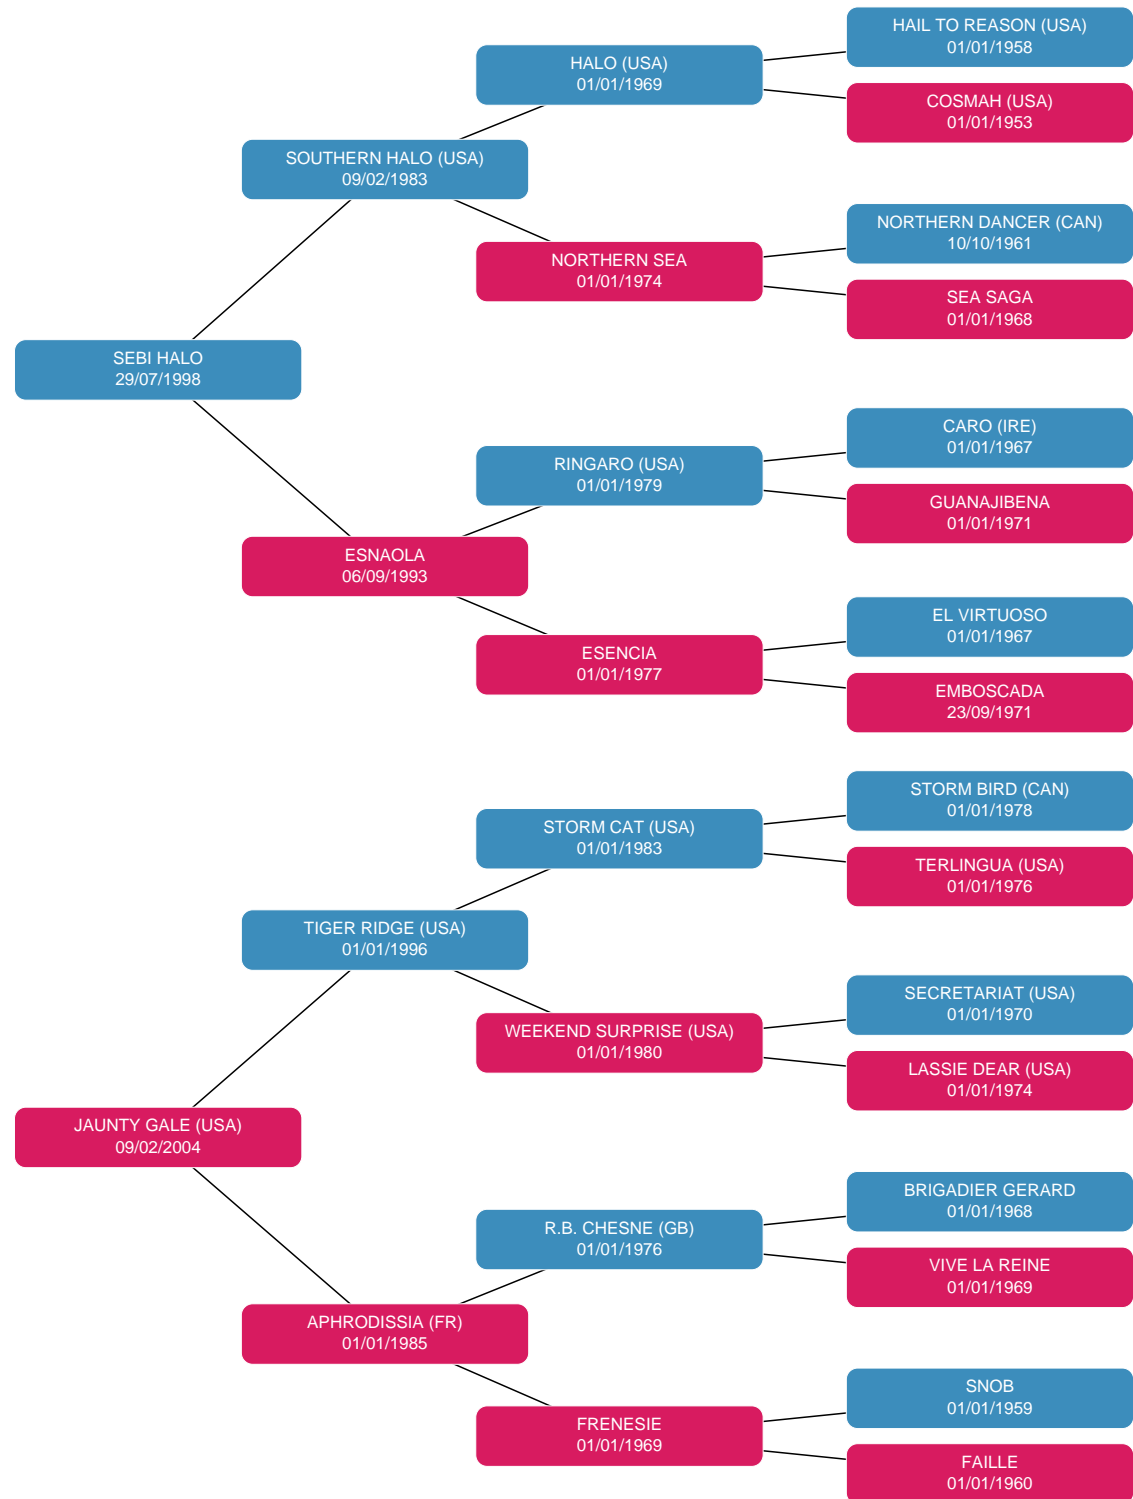 HAIL TO REASON (USA)
01/01/1958
HALO (USA)
01/01/1969
COSMAH (USA)
01/01/1953
SOUTHERN HALO (USA)
09/02/1983
NORTHERN DANCER (CAN)
10/10/1961
NORTHERN SEA
01/01/1974
SEA SAGA
01/01/1968
SEBI HALO
29/07/1998
CARO (IRE)
01/01/1967
RINGARO (USA)
01/01/1979
GUANAJIBENA
01/01/1971
ESNAOLA
06/09/1993
EL VIRTUOSO
01/01/1967
ESENCIA
01/01/1977
EMBOSCADA
23/09/1971
STORM BIRD (CAN)
01/01/1978
STORM CAT (USA)
01/01/1983
TERLINGUA (USA)
01/01/1976
TIGER RIDGE (USA)
01/01/1996
SECRETARIAT (USA)
01/01/1970
WEEKEND SURPRISE (USA)
01/01/1980
LASSIE DEAR (USA)
01/01/1974
JAUNTY GALE (USA)
09/02/2004
BRIGADIER GERARD
01/01/1968
R.B. CHESNE (GB)
01/01/1976
VIVE LA REINE
01/01/1969
APHRODISSIA (FR)
01/01/1985
SNOB
01/01/1959
FRENESIE
01/01/1969
FAILLE
01/01/1960